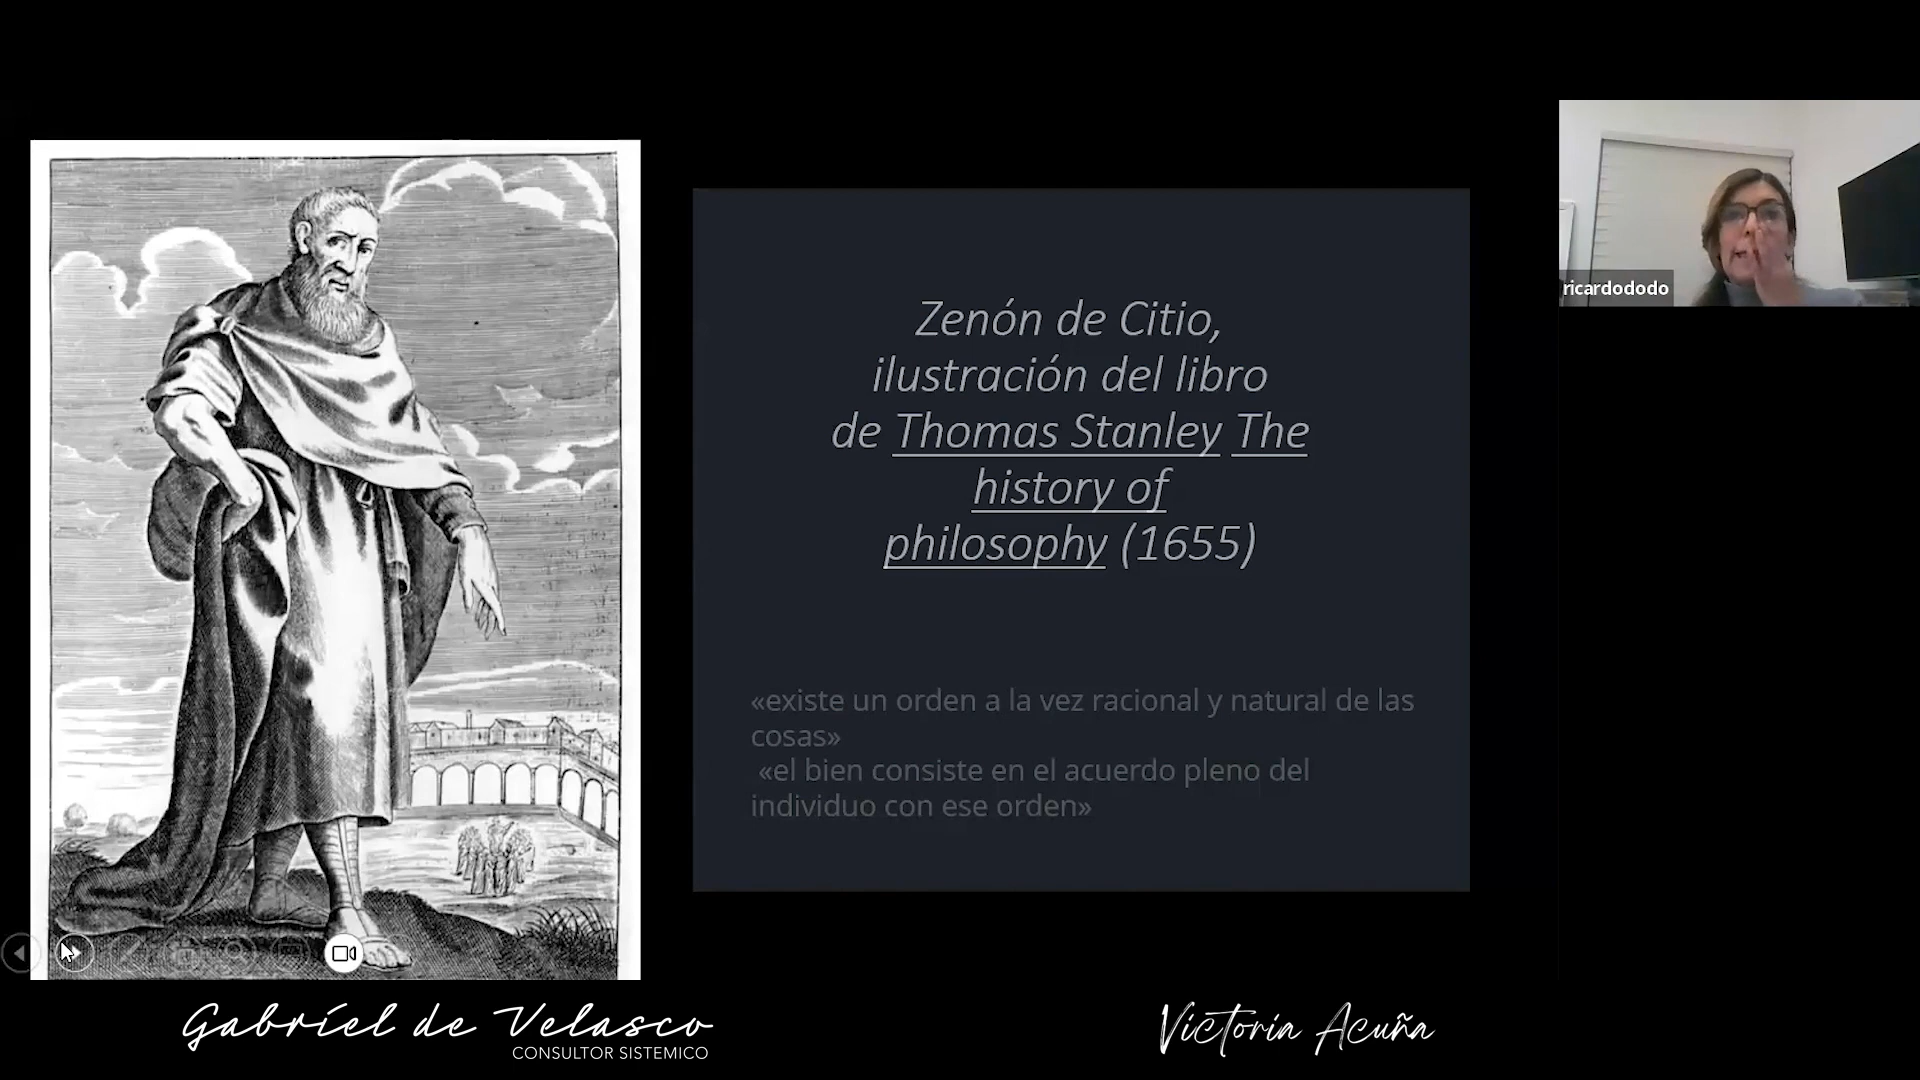 Zenón de Citio,
ilustración del libro
de Thomas Stanley The
history of
philosophy (1655)
«existe un orden a la vez racional y natural de las
cosas»
«el bien consiste en el acuerdo pleno del
individuo con ese orden»
ricardododo
Gabriel de Velasco
CONSULTOR SISTEMICO
Victoria Acuña